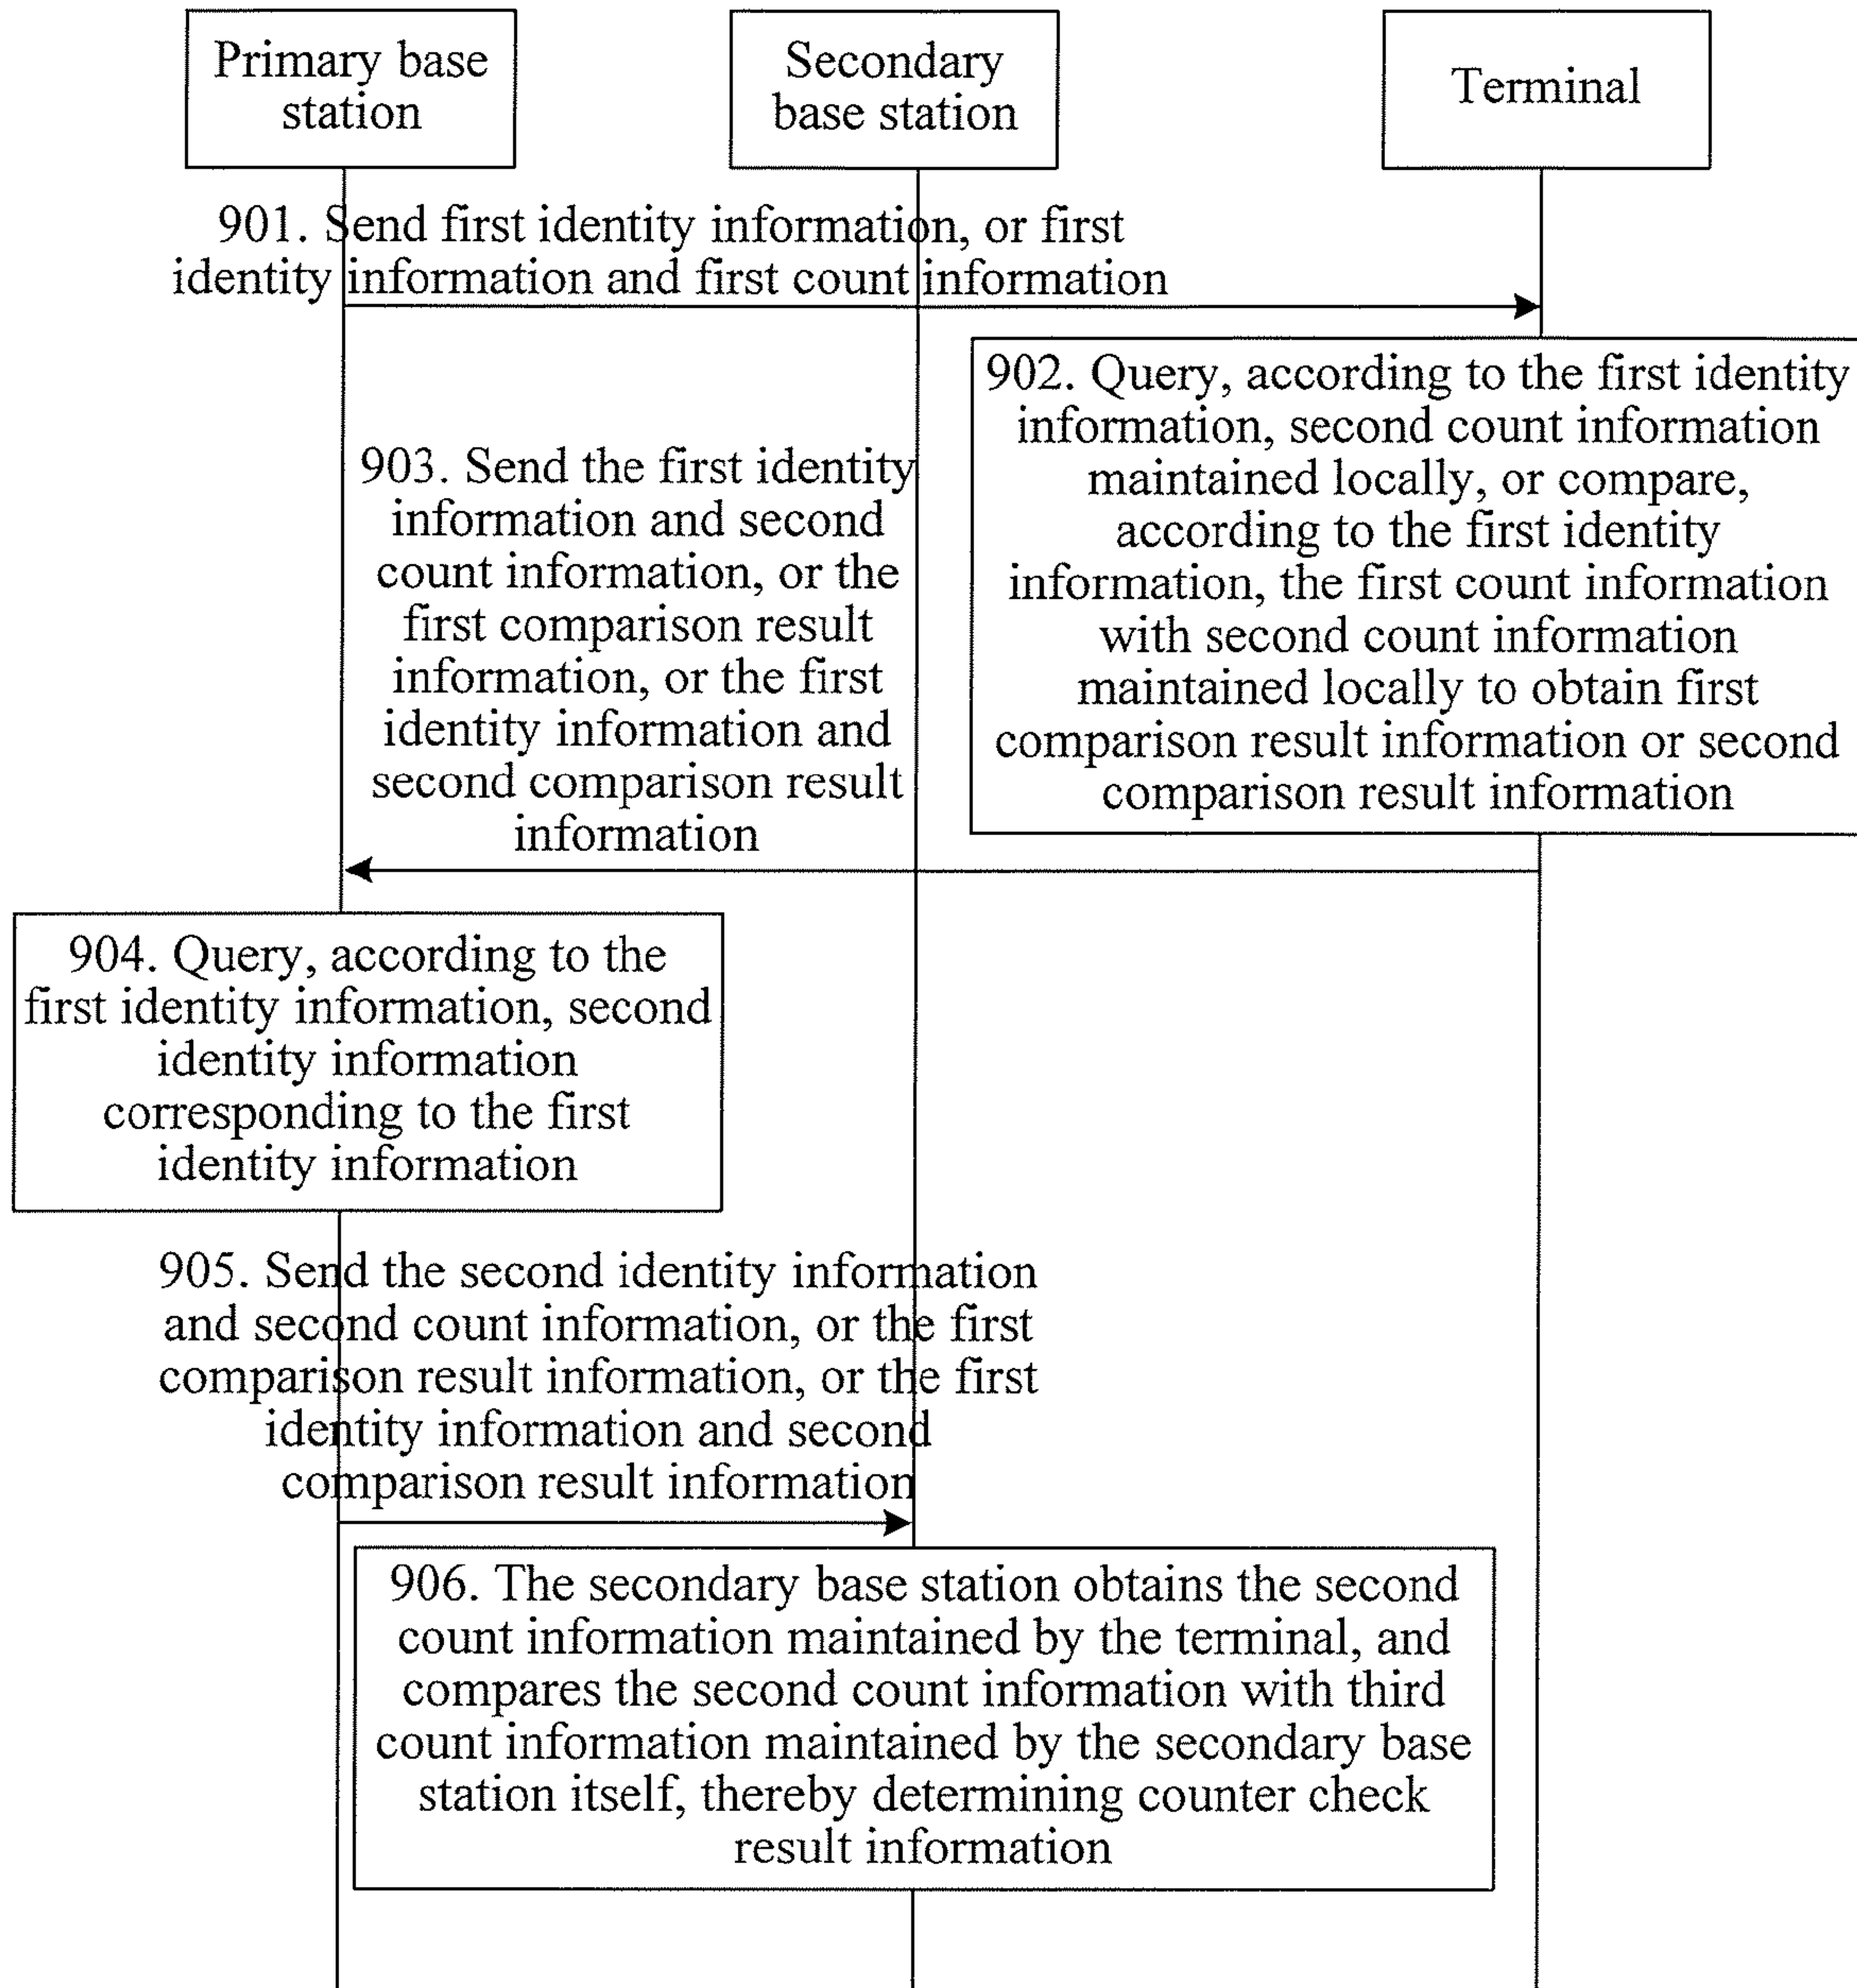 Primary base
station
Secondary
base station
Terminal
901. Send first identity information, or first
identity information and first count information
902. Query, according to the first identity
information, second count information
maintained locally, or compare,
according to the first identity
information, the first count information
with second count information
maintained locally to obtain first
comparison result information or second
comparison result information
903. Send the first identity
information and second
count information, or the
first comparison result
information, or the first
identity information and
second comparison result
information
904. Query, according to the
first identity information, second
identity information
corresponding to the first
identity information
905. Send the second identity information
and second count information, or the first
comparison result information, or the first
identity information and second
comparison result information
906. The secondary base station obtains the second
count information maintained by the terminal, and
compares the second count information with third
count information maintained by the secondary base
station itself, thereby determining counter check
result information